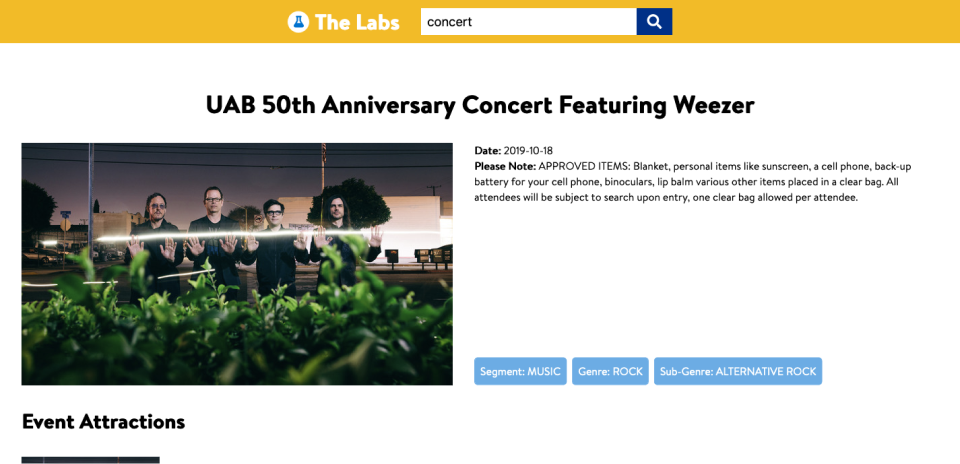 The Labs
concert
UAB 50th Anniversary Concert Featuring Weezer
Date: 2019-10-18
Please Note: APPROVED ITEMS: Blanket, personal items like sunscreen, a cell phone, back-up
battery for your cell phone, binoculars, lip balm various other items placed in a clear bag. All
attendees will be subject to search upon entry, one clear bag allowed per attendee.
Segment: MUSIC
Genre: ROCK
Sub-Genre: ALTERNATIVE ROCK
Event Attractions